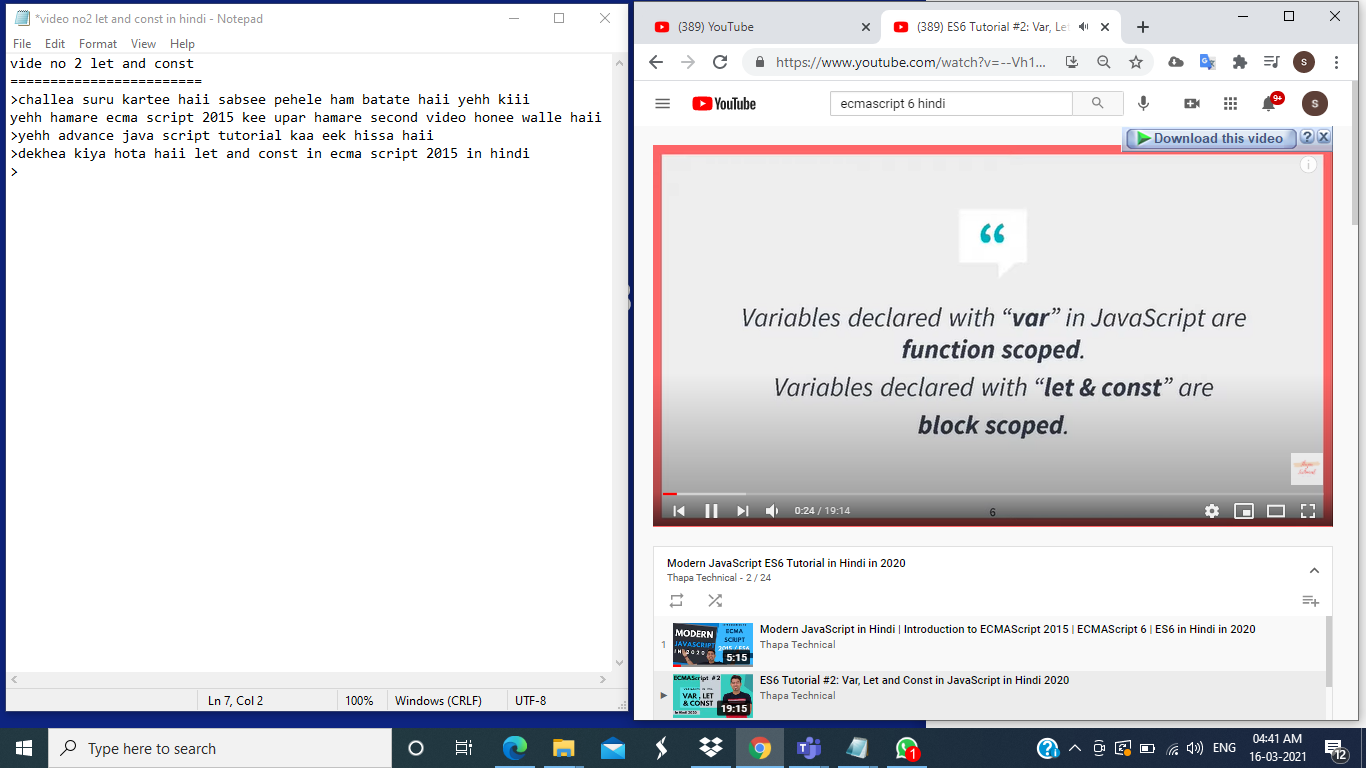 *video no2 let and const in hindi - Notepad
File Edit Format View Help
vide no 2 let and const
========================
>challea suru kartee haii sabsee pehele ham batate haii yehh kiii
yehh hamare ecma script 2015 kee upar hamare second video honee walle haii
>yehh advance java script tutorial kaa eek hissa haii
>dekhea kiya hota haii let and const in ecma script 2015 in hindi
>
Ln 7, Col 2 100% Windows (CRLF) UTF-8
(389) YouTube
(389) ES6 Tutorial #2: Var, Let
https://www.youtube.com/watch?v=--Vh1...
S
YouTube
ecmascript 6 hindi
9+
S
Download this video ? X
“
Variables declared with “var” in JavaScript are
function scoped.
Variables declared with “let & const” are
block scoped.
0:24 / 19:14
6
Modern JavaScript ES6 Tutorial in Hindi in 2020
Thapa Technical - 2 / 24
1
MODERN
JAVASCRIPT
IN 2020
ECMA
SCRIPT
2015 / ES6
5:15
Modern JavaScript in Hindi | Introduction to ECMAScript 2015 | ECMAScript 6 | ES6 in Hindi in 2020
Thapa Technical
ECMAScript #2
VAR, LET
& CONST
In Hindi 2020
19:15
ES6 Tutorial #2: Var, Let and Const in JavaScript in Hindi 2020
Thapa Technical
Type here to search
1
ENG
04:41 AM
16-03-2021
12